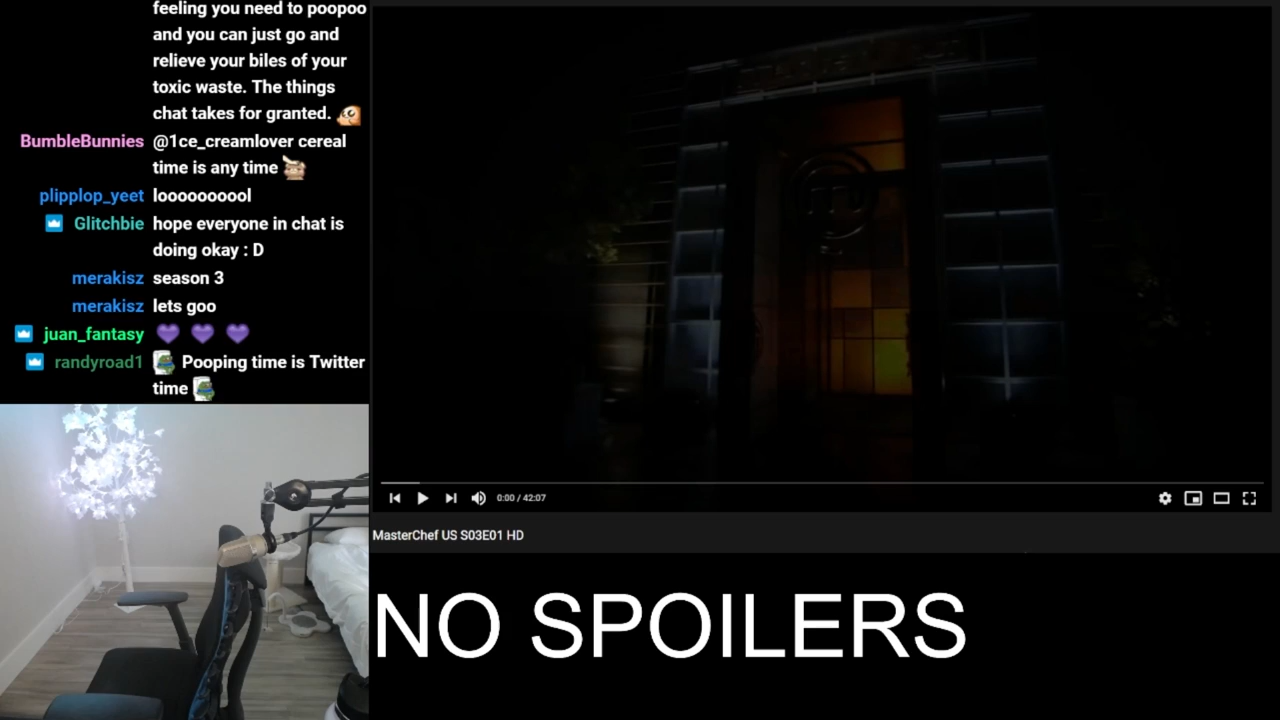 feeling you need to poopoo
and you can just go and
relieve your biles of your
toxic waste. The things
chat takes for granted.
BumbleBunnies @1ce_creamlover cereal
time is any time
plipplop_yeet looooooool
Glitchbie hope everyone in chat is
doing okay : D
merakisz season 3
merakisz lets goo
juan_fantasy
randyroad1 Pooping time is Twitter
time
0:00 / 42:07
MasterChef US S03E01 HD
NO SPOILERS